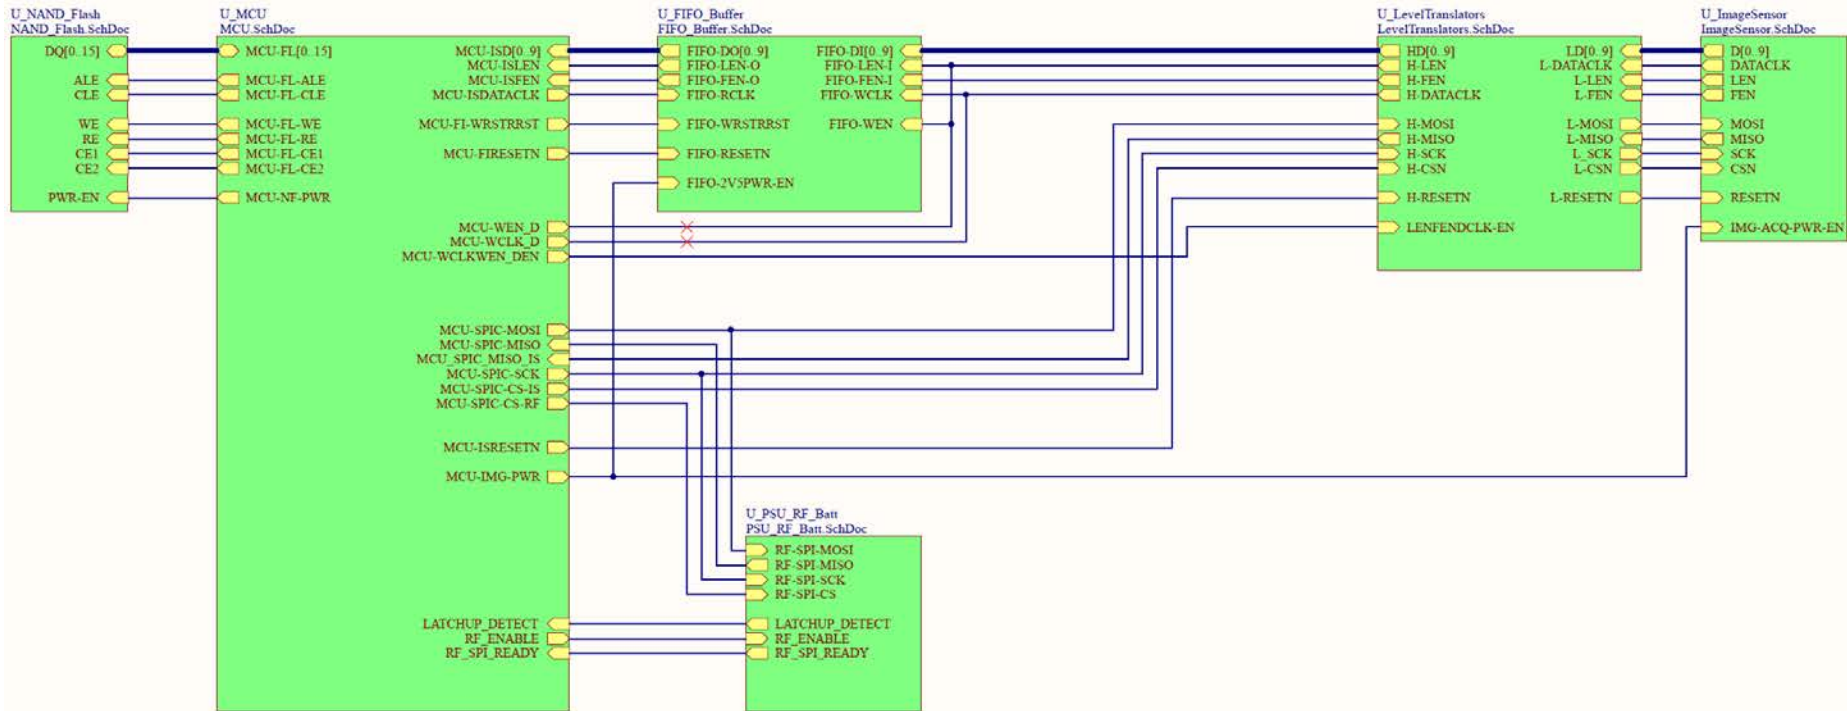 U_NAND_Flash
NAND_Flash.SchDoc
DQ[0..15]
ALE
CLE
WE
RE
CE1
CE2
PWR-EN
U_MCU
MCU.SchDoc
MCU-FL[0..15]
MCU-FL-ALE
MCU-FL-CLE
MCU-FL-WE
MCU-FL-RE
MCU-FL-CE1
MCU-FL-CE2
MCU-NF-PWR
MCU-ISD[0..9]
MCU-ISLEN
MCU-ISFEN
MCU-ISDATACLK
MCU-FI-WRSTRRST
MCU-FIRESETN
MCU-WEN_D
MCU-WCLK_D
MCU-WCLKWEN_DEN
MCU-SPIC-MOSI
MCU-SPIC-MISO
MCU_SPIC_MISO_IS
MCU-SPIC-SCK
MCU-SPIC-CS-IS
MCU-SPIC-CS-RF
MCU-ISRESETN
MCU-IMG-PWR
LATCHUP_DETECT
RF_ENABLE
RF_SPI_READY
U_FIFO_Buffer
FIFO_Buffer.SchDoc
FIFO-DO[0..9]
FIFO-LEN-O
FIFO-FEN-O
FIFO-RCLK
FIFO-WRSTRRST
FIFO-RESETN
FIFO-2V5PWR-EN
FIFO-DI[0..9]
FIFO-LEN-I
FIFO-FEN-I
FIFO-WCLK
FIFO-WEN
U_PSU_RF_Batt
PSU_RF_Batt.SchDoc
RF-SPI-MOSI
RF-SPI-MISO
RF-SPI-SCK
RF-SPI-CS
LATCHUP_DETECT
RF_ENABLE
RF_SPI_READY
U_LevelTranslators
LevelTranslators.SchDoc
HD[0..9]
H-LEN
H-FEN
H-DATACLK
H-MOSI
H-MISO
H-SCK
H-CSN
H-RESETN
LENFENDCLK-EN
LD[0..9]
L-DATACLK
L-LEN
L-FEN
L-MOSI
L-MISO
L_SCK
L-CSN
L-RESETN
U_ImageSensor
ImageSensor.SchDoc
D[0..9]
DATACLK
LEN
FEN
MOSI
MISO
SCK
CSN
RESETN
IMG-ACQ-PWR-EN